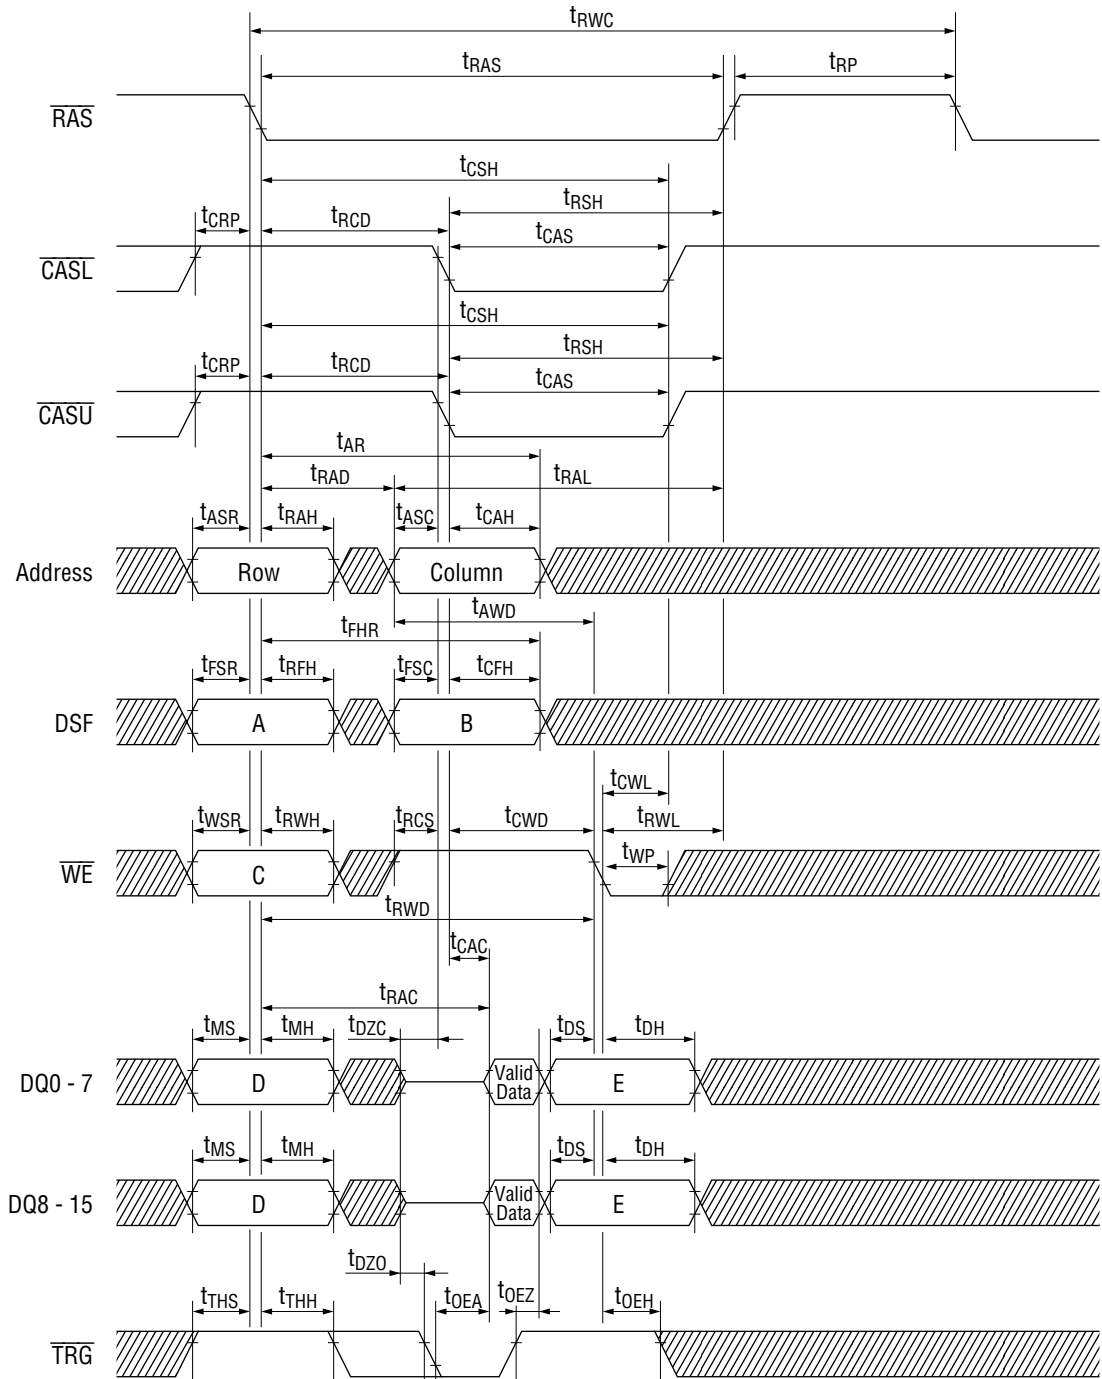 tRWC
tRAS
tRP
RAS
tCSH
tRSH
tCRP
tRCD
tCAS
CASL
tCSH
tRSH
tCRP
tRCD
tCAS
CASU
tAR
tRAD
tRAL
tASR
tRAH
tASC
tCAH
Address
Row
Column
tAWD
tFHR
tFSR
tRFH
tFSC
tCFH
DSF
A
B
tCWL
tWSR
tRWH
tRCS
tCWD
tRWL
tWP
WE
C
tRWD
tCAC
tRAC
tMS
tMH
tDZC
tDS
tDH
DQ0 - 7
D
Valid
Data
E
tMS
tMH
tDS
tDH
DQ8 - 15
D
Valid
Data
E
tDZO
tTHS
tTHH
tOEA
tOEZ
tOEH
TRG